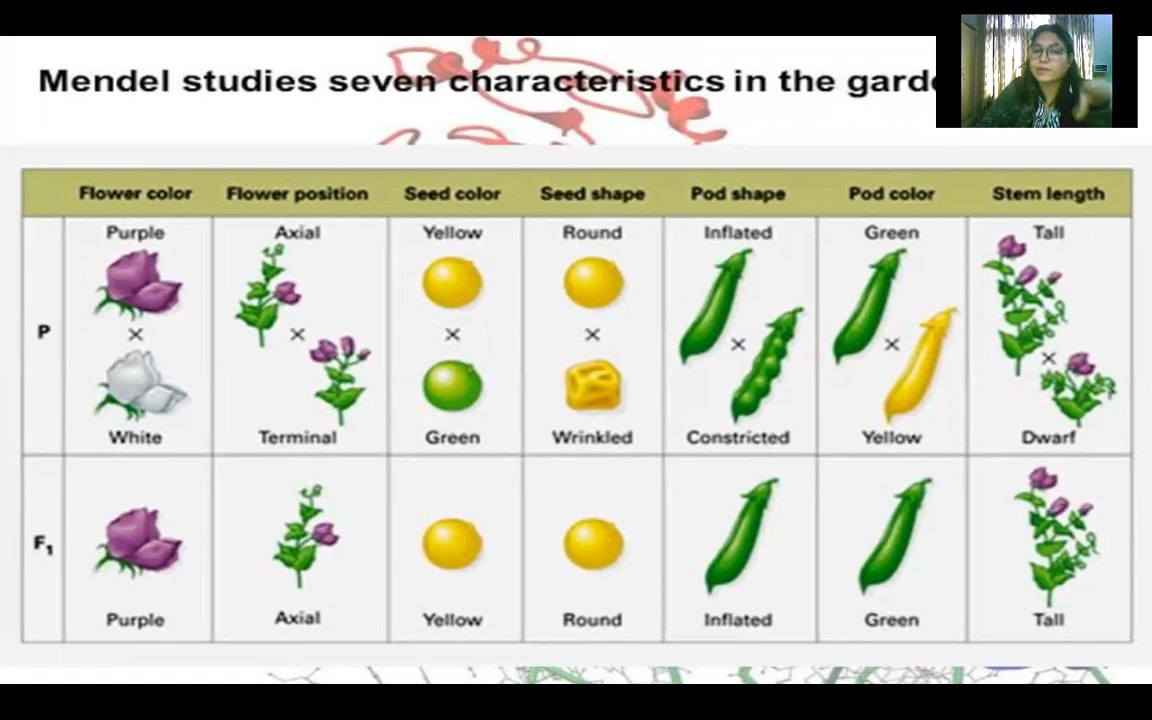 Mendel studies seven characteristics in the
Flower color Flower position Seed color Seed shape Pod shape Pod color Stem length
P
Purple Axial Yellow Round Inflated Green Tall
× × × × × × ×
White Terminal Green Wrinkled Constricted Yellow Dwarf
F₁
Purple Axial Yellow Round Inflated Green Tall